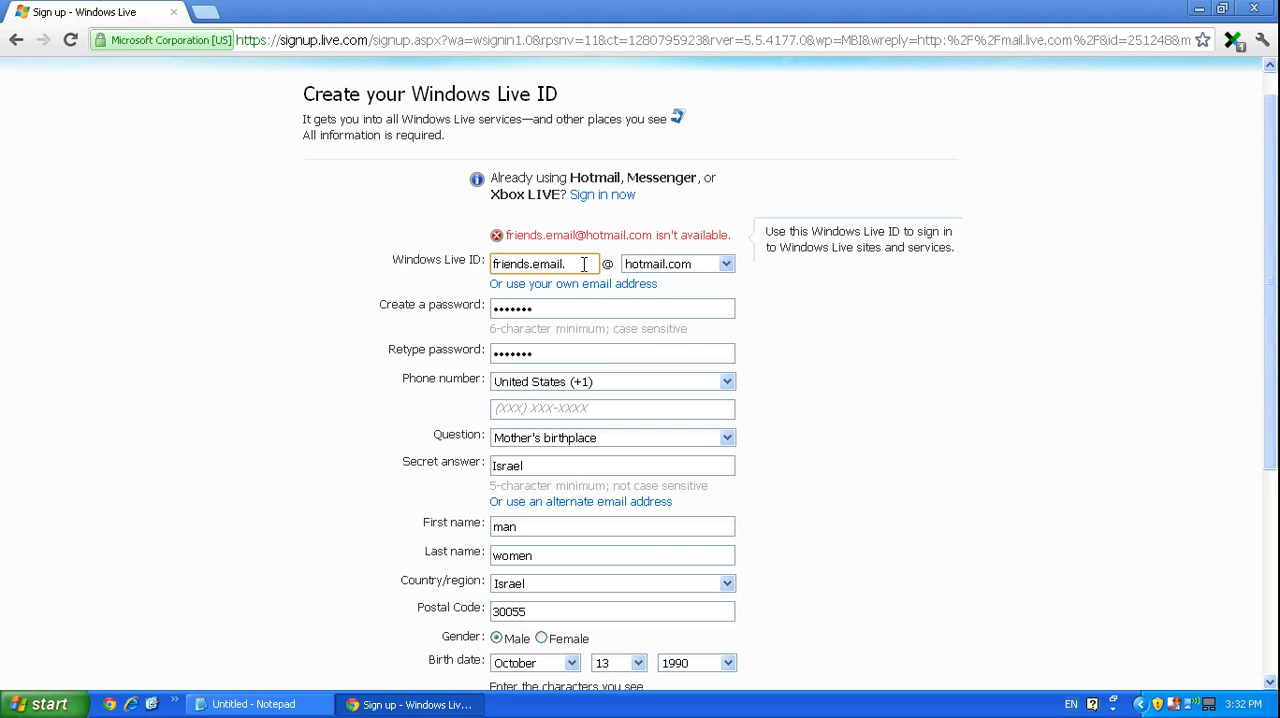 Sign up - Windows Live
Microsoft Corporation [US] https://signup.live.com/signup.aspx?wa=wsignin1.0&rpsnv=11&ct=1280795923&rver=5.5.4177.0&wp=MBI&wreply=http:%2F%2Fmail.live.com%2F&id=251248&m
Create your Windows Live ID
It gets you into all Windows Live services—and other places you see
All information is required.
Already using Hotmail, Messenger, or
Xbox LIVE? Sign in now
friends.email@hotmail.com isn't available.
Use this Windows Live ID to sign in
to Windows Live sites and services.
Windows Live ID: friends.email. @ hotmail.com
Or use your own email address
Create a password: •••••••
6-character minimum; case sensitive
Retype password: •••••••
Phone number: United States (+1)
(XXX) XXX-XXXX
Question: Mother's birthplace
Secret answer: Israel
5-character minimum; not case sensitive
Or use an alternate email address
First name: man
Last name: women
Country/region: Israel
Postal Code: 30055
Gender: Male Female
Birth date: October 13 1990
Enter the characters you see
start Untitled - Notepad Sign up - Windows Liv... EN 3:32 PM